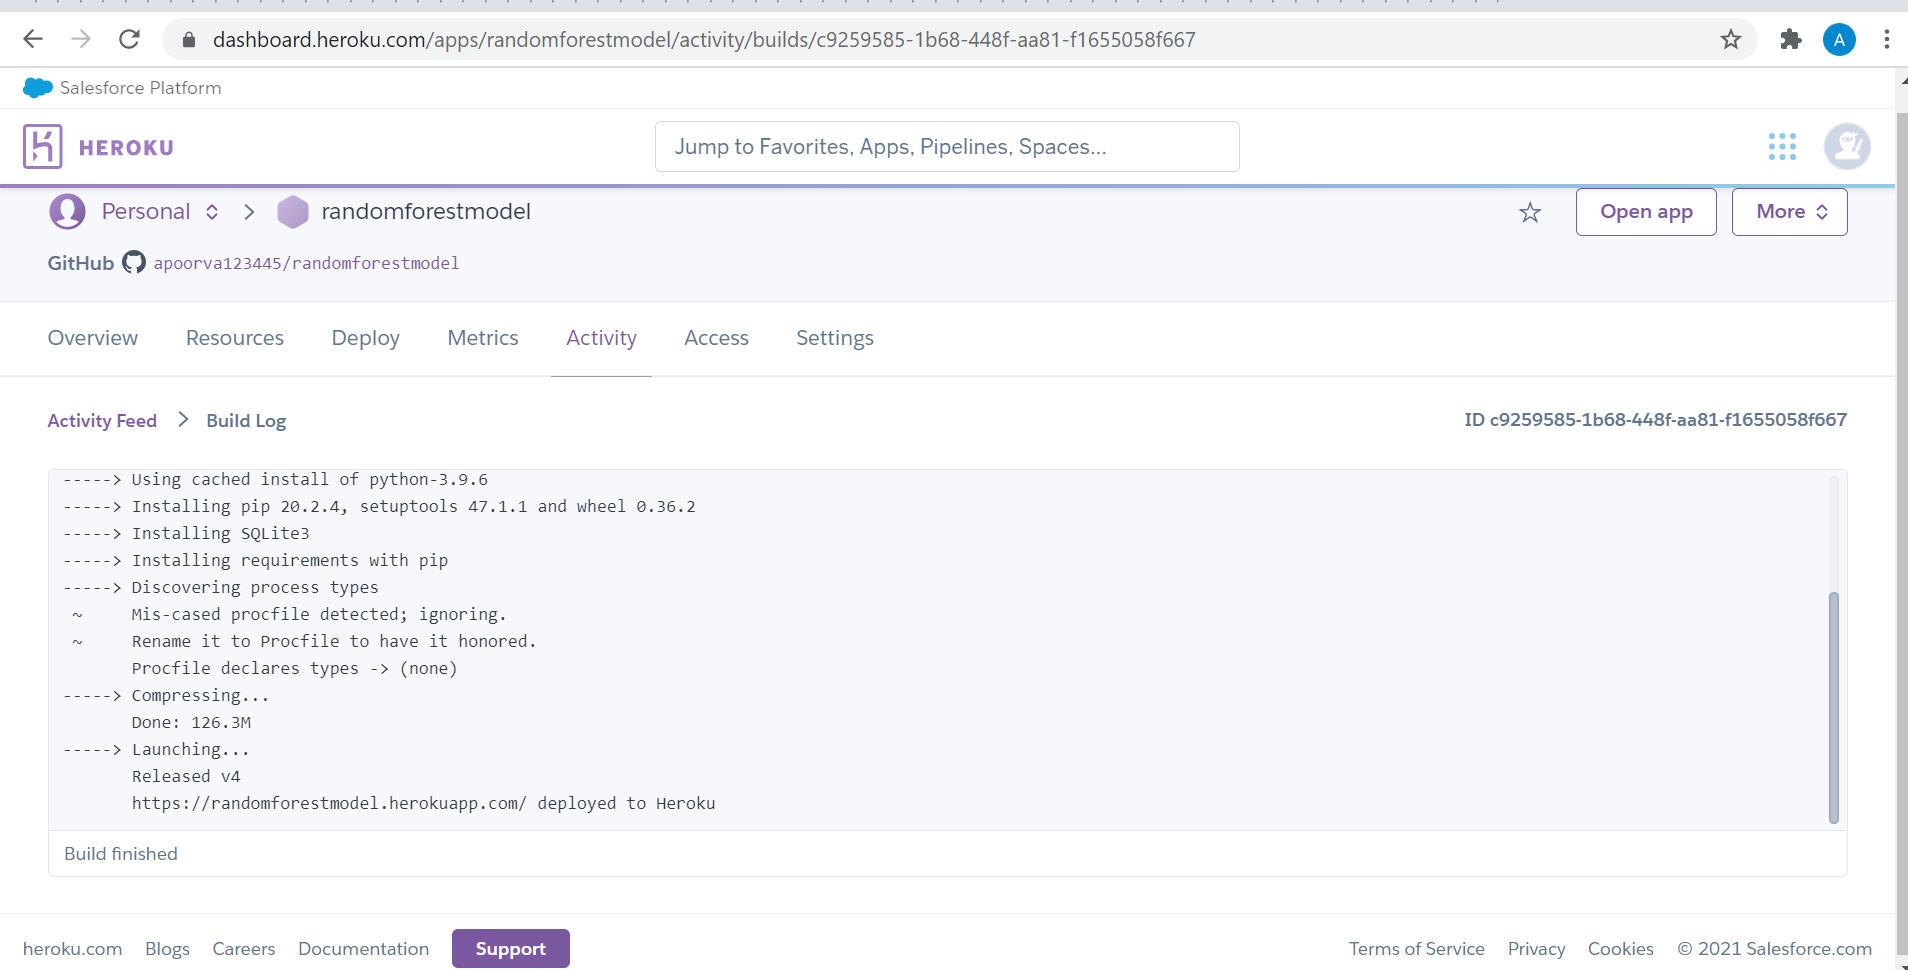 dashboard.heroku.com/apps/randomforestmodel/activity/builds/c9259585-1b68-448f-aa81-f1655058f667
A
Salesforce Platform
HEROKU
Jump to Favorites, Apps, Pipelines, Spaces...
Personal
randomforestmodel
Open app
More
GitHub apoorva123445/randomforestmodel
Overview Resources Deploy Metrics Activity Access Settings
Activity Feed > Build Log
ID c9259585-1b68-448f-aa81-f1655058f667
-----> Using cached install of python-3.9.6
-----> Installing pip 20.2.4, setuptools 47.1.1 and wheel 0.36.2
-----> Installing SQLite3
-----> Installing requirements with pip
-----> Discovering process types
~ Mis-cased procfile detected; ignoring.
~ Rename it to Procfile to have it honored.
Procfile declares types -> (none)
-----> Compressing...
Done: 126.3M
-----> Launching...
Released v4
https://randomforestmodel.herokuapp.com/ deployed to Heroku
Build finished
heroku.com Blogs Careers Documentation Support
Terms of Service Privacy Cookies © 2021 Salesforce.com